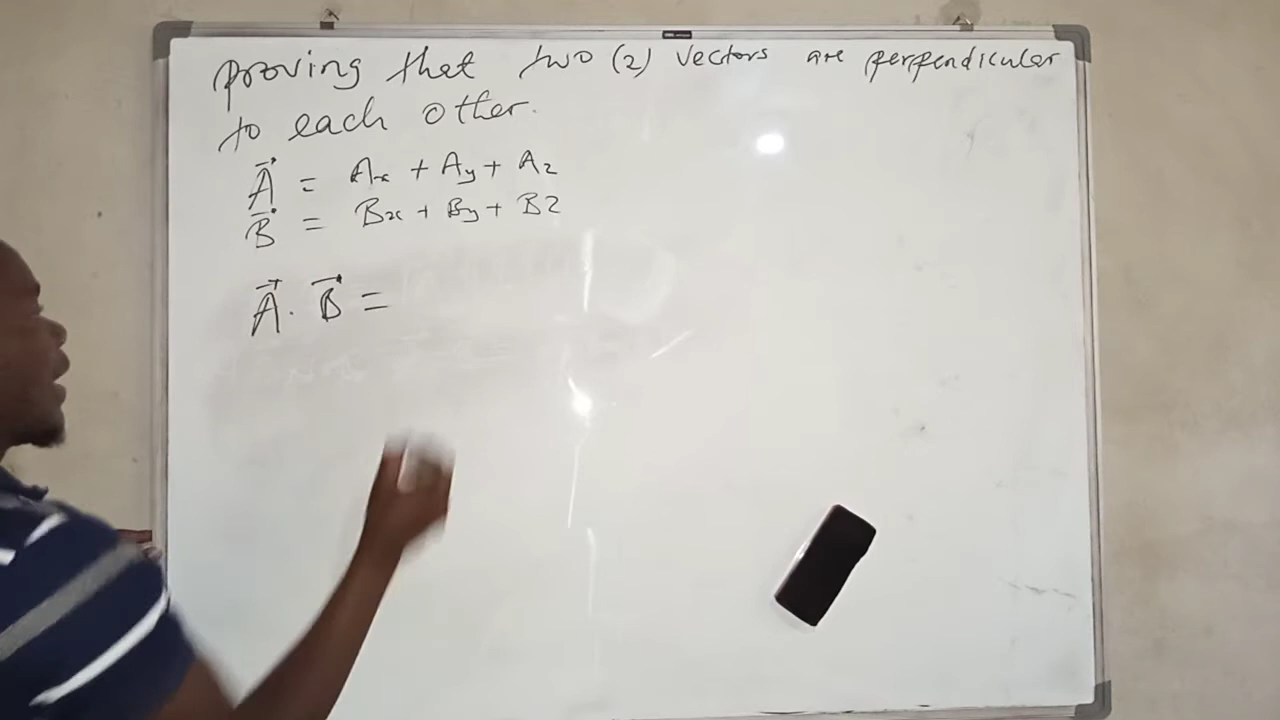 proving that two (2) vectors are perpendicular
to each other.
A⃗ = Ax + Ay + Az
B⃗ = Bx + By + BZ
A⃗ . B⃗ =